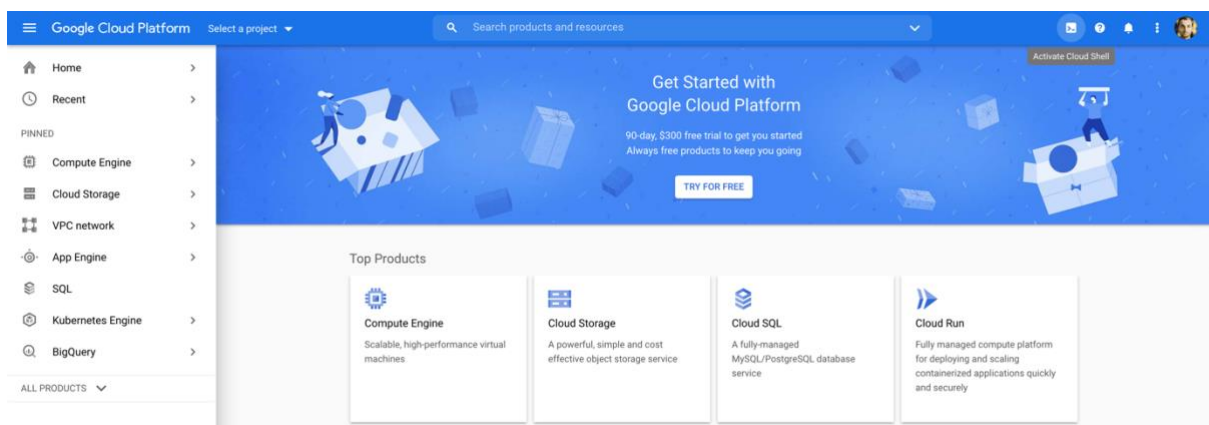 Google Cloud Platform Select a project Search products and resources
Activate Cloud Shell
Home
Recent
PINNED
Compute Engine
Cloud Storage
VPC network
App Engine
SQL
Kubernetes Engine
BigQuery
ALL PRODUCTS
Get Started with
Google Cloud Platform
90-day, $300 free trial to get you started
Always free products to keep you going
TRY FOR FREE
Top Products
Compute Engine
Scalable, high-performance virtual
machines
Cloud Storage
A powerful, simple and cost
effective object storage service
Cloud SQL
A fully-managed
MySQL/PostgreSQL database
service
Cloud Run
Fully managed compute platform
for deploying and scaling
containerized applications quickly
and securely